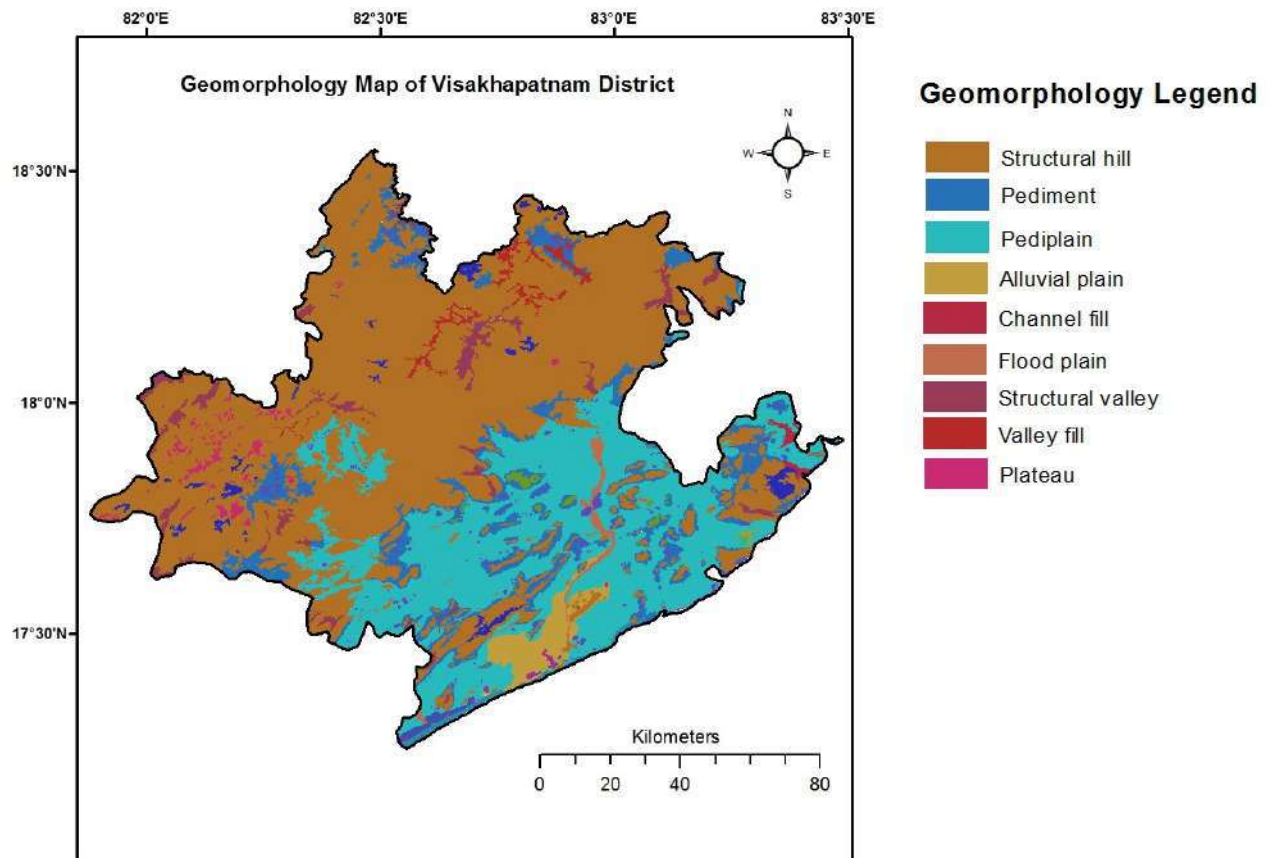 82°0'E 82°30'E 83°0'E 83°30'E
Geomorphology Map of Visakhapatnam District
N
W E
S
18°30'N
18°0'N
17°30'N
Kilometers
0 20 40 80
Geomorphology Legend
Structural hill
Pediment
Pediplain
Alluvial plain
Channel fill
Flood plain
Structural valley
Valley fill
Plateau